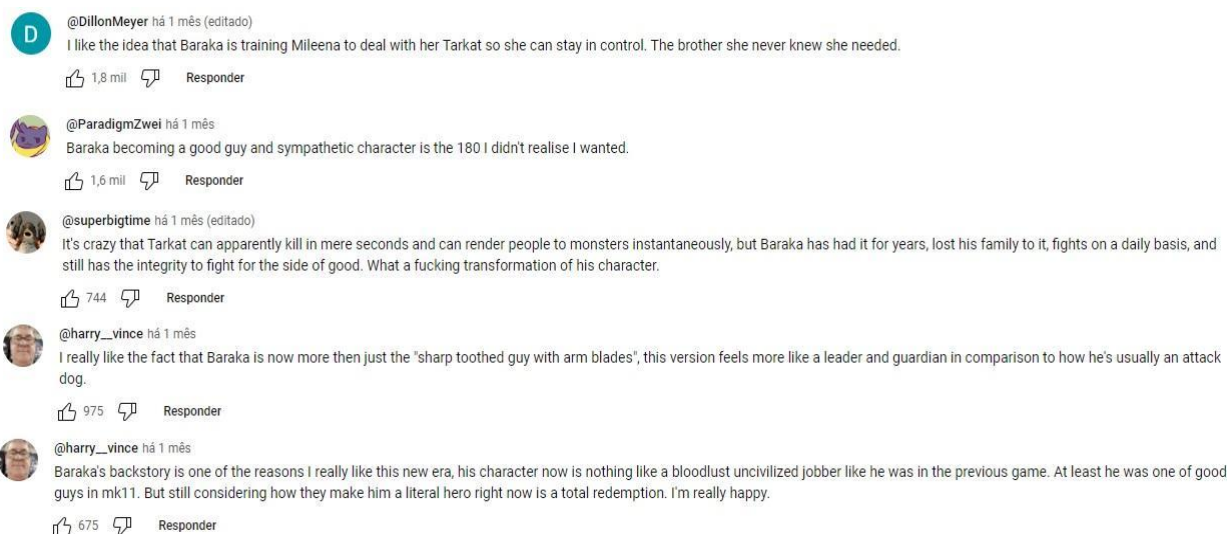 D
@DillonMeyer há 1 mês (editado)
I like the idea that Baraka is training Mileena to deal with her Tarkat so she can stay in control. The brother she never knew she needed.
1,8 mil Responder
@ParadigmZwei há 1 mês
Baraka becoming a good guy and sympathetic character is the 180 I didn't realise I wanted.
1,6 mil Responder
@superbigtime há 1 mês (editado)
It's crazy that Tarkat can apparently kill in mere seconds and can render people to monsters instantaneously, but Baraka has had it for years, lost his family to it, fights on a daily basis, and
still has the integrity to fight for the side of good. What a fucking transformation of his character.
744 Responder
@harry__vince há 1 mês
I really like the fact that Baraka is now more then just the "sharp toothed guy with arm blades", this version feels more like a leader and guardian in comparison to how he's usually an attack
dog.
975 Responder
@harry__vince há 1 mês
Baraka's backstory is one of the reasons I really like this new era, his character now is nothing like a bloodlust uncivilized jobber like he was in the previous game. At least he was one of good
guys in mk11. But still considering how they make him a literal hero right now is a total redemption. I'm really happy.
675 Responder